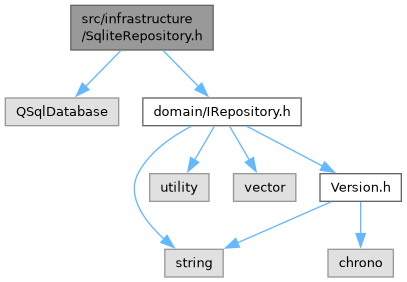 src/infrastructure
/SqliteRepository.h
QSqlDatabase
domain/IRepository.h
utility
vector
Version.h
string
chrono